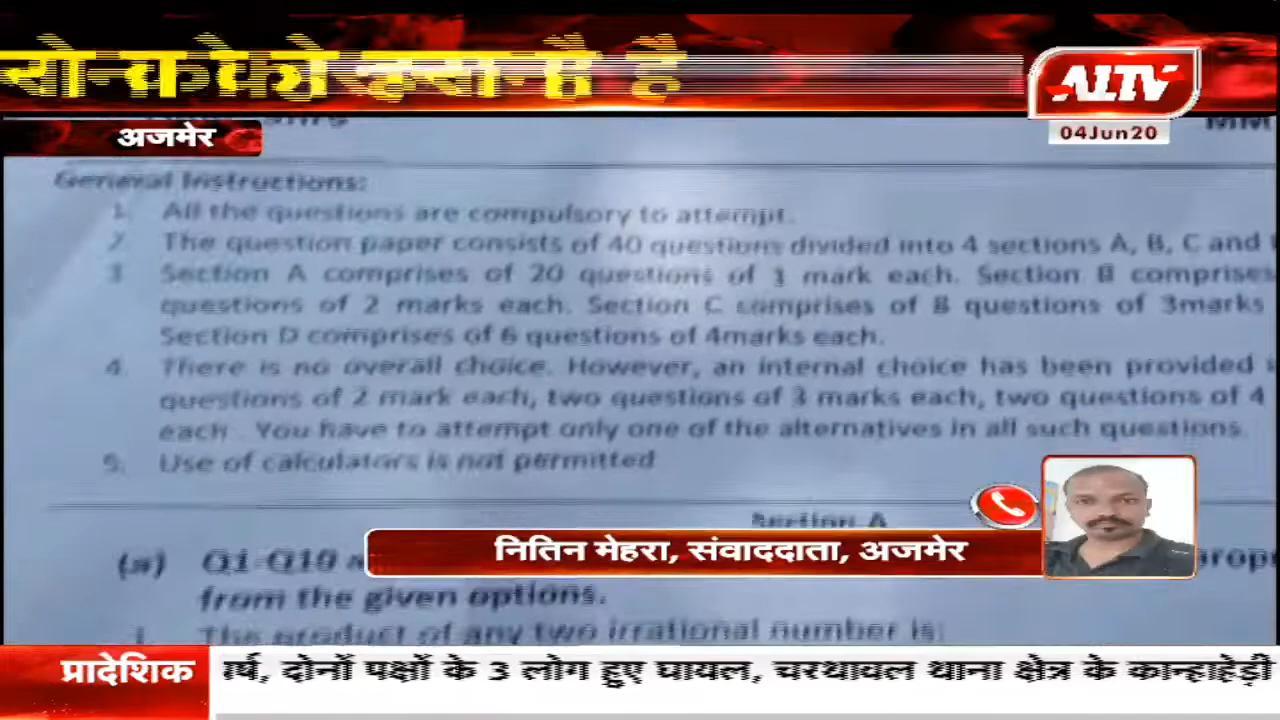 है
ALTV
04Jun20
अजमेर
General Instructions:
1. All the questions are compulsory to attempt.
2. The question paper consists of 40 questions divided into 4 sections A, B, C and
3 Section A comprises of 20 questions of 1 mark each. Section B comprises
questions of 2 marks each. Section C comprises of 8 questions of 3marks
Section D comprises of 6 questions of 4marks each.
4. There is no overall choice. However, an internal choice has been provided
questions of 2 mark each, two questions of 3 marks each, two questions of 4
each . You have to attempt only one of the alternatives in all such questions.
5. Use of calculators is not permitted
Section A
नितिन मेहरा, संवाददाता, अजमेर
(a) Q1-Q10
from the given options.
The product of any two irrational number is:
प्रादेशिक
दोनों पक्षों के 3 लोग हुए घायल, चरथावल थाना क्षेत्र के कान्हाहेड़ी